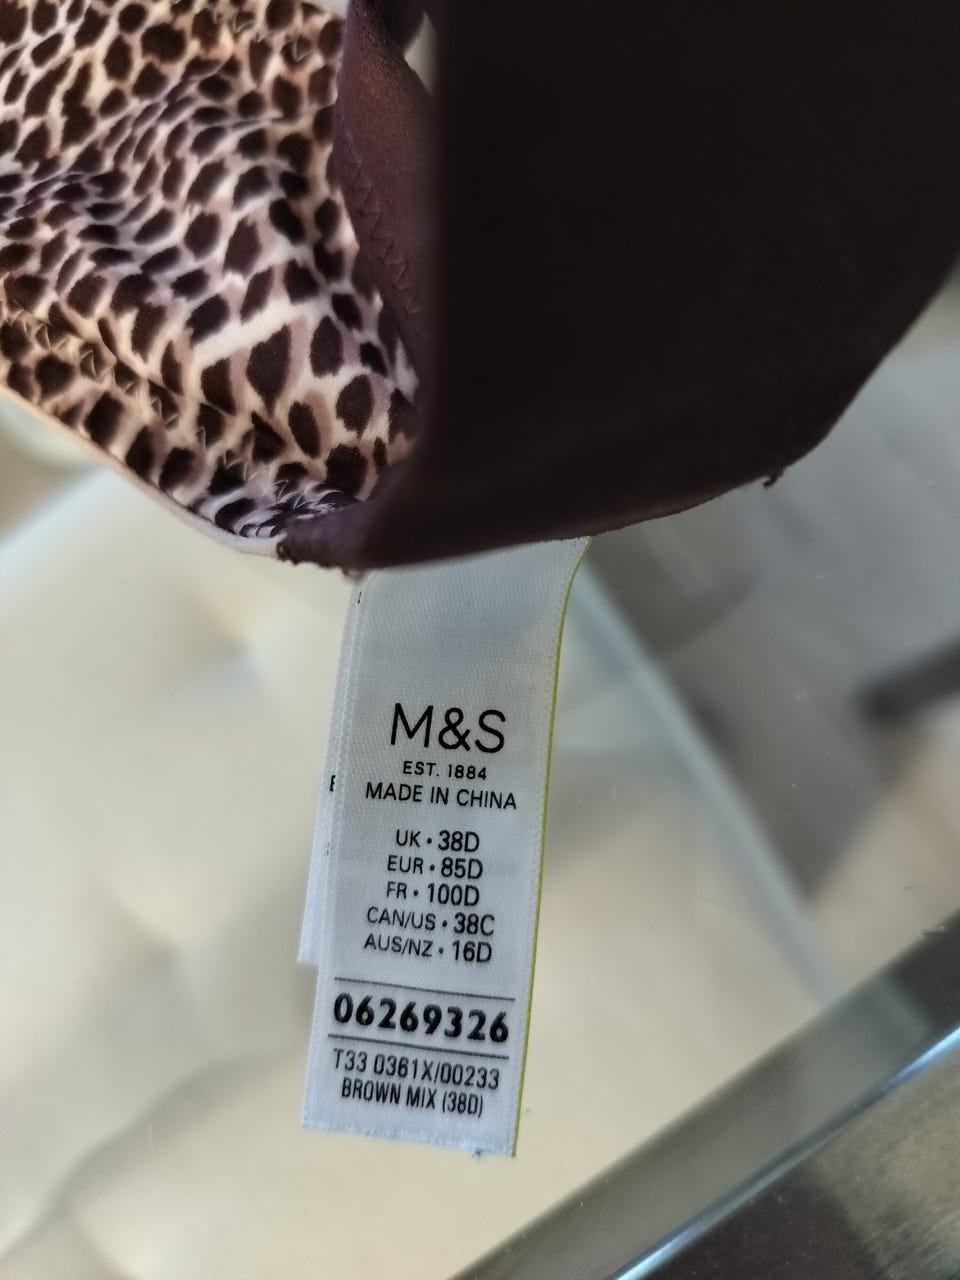 M&S
EST. 1884
MADE IN CHINA
UK • 38D
EUR • 85D
FR • 100D
CAN/US • 38C
AUS/NZ • 16D
06269326
T33 0361X/00233
BROWN MIX (38D)